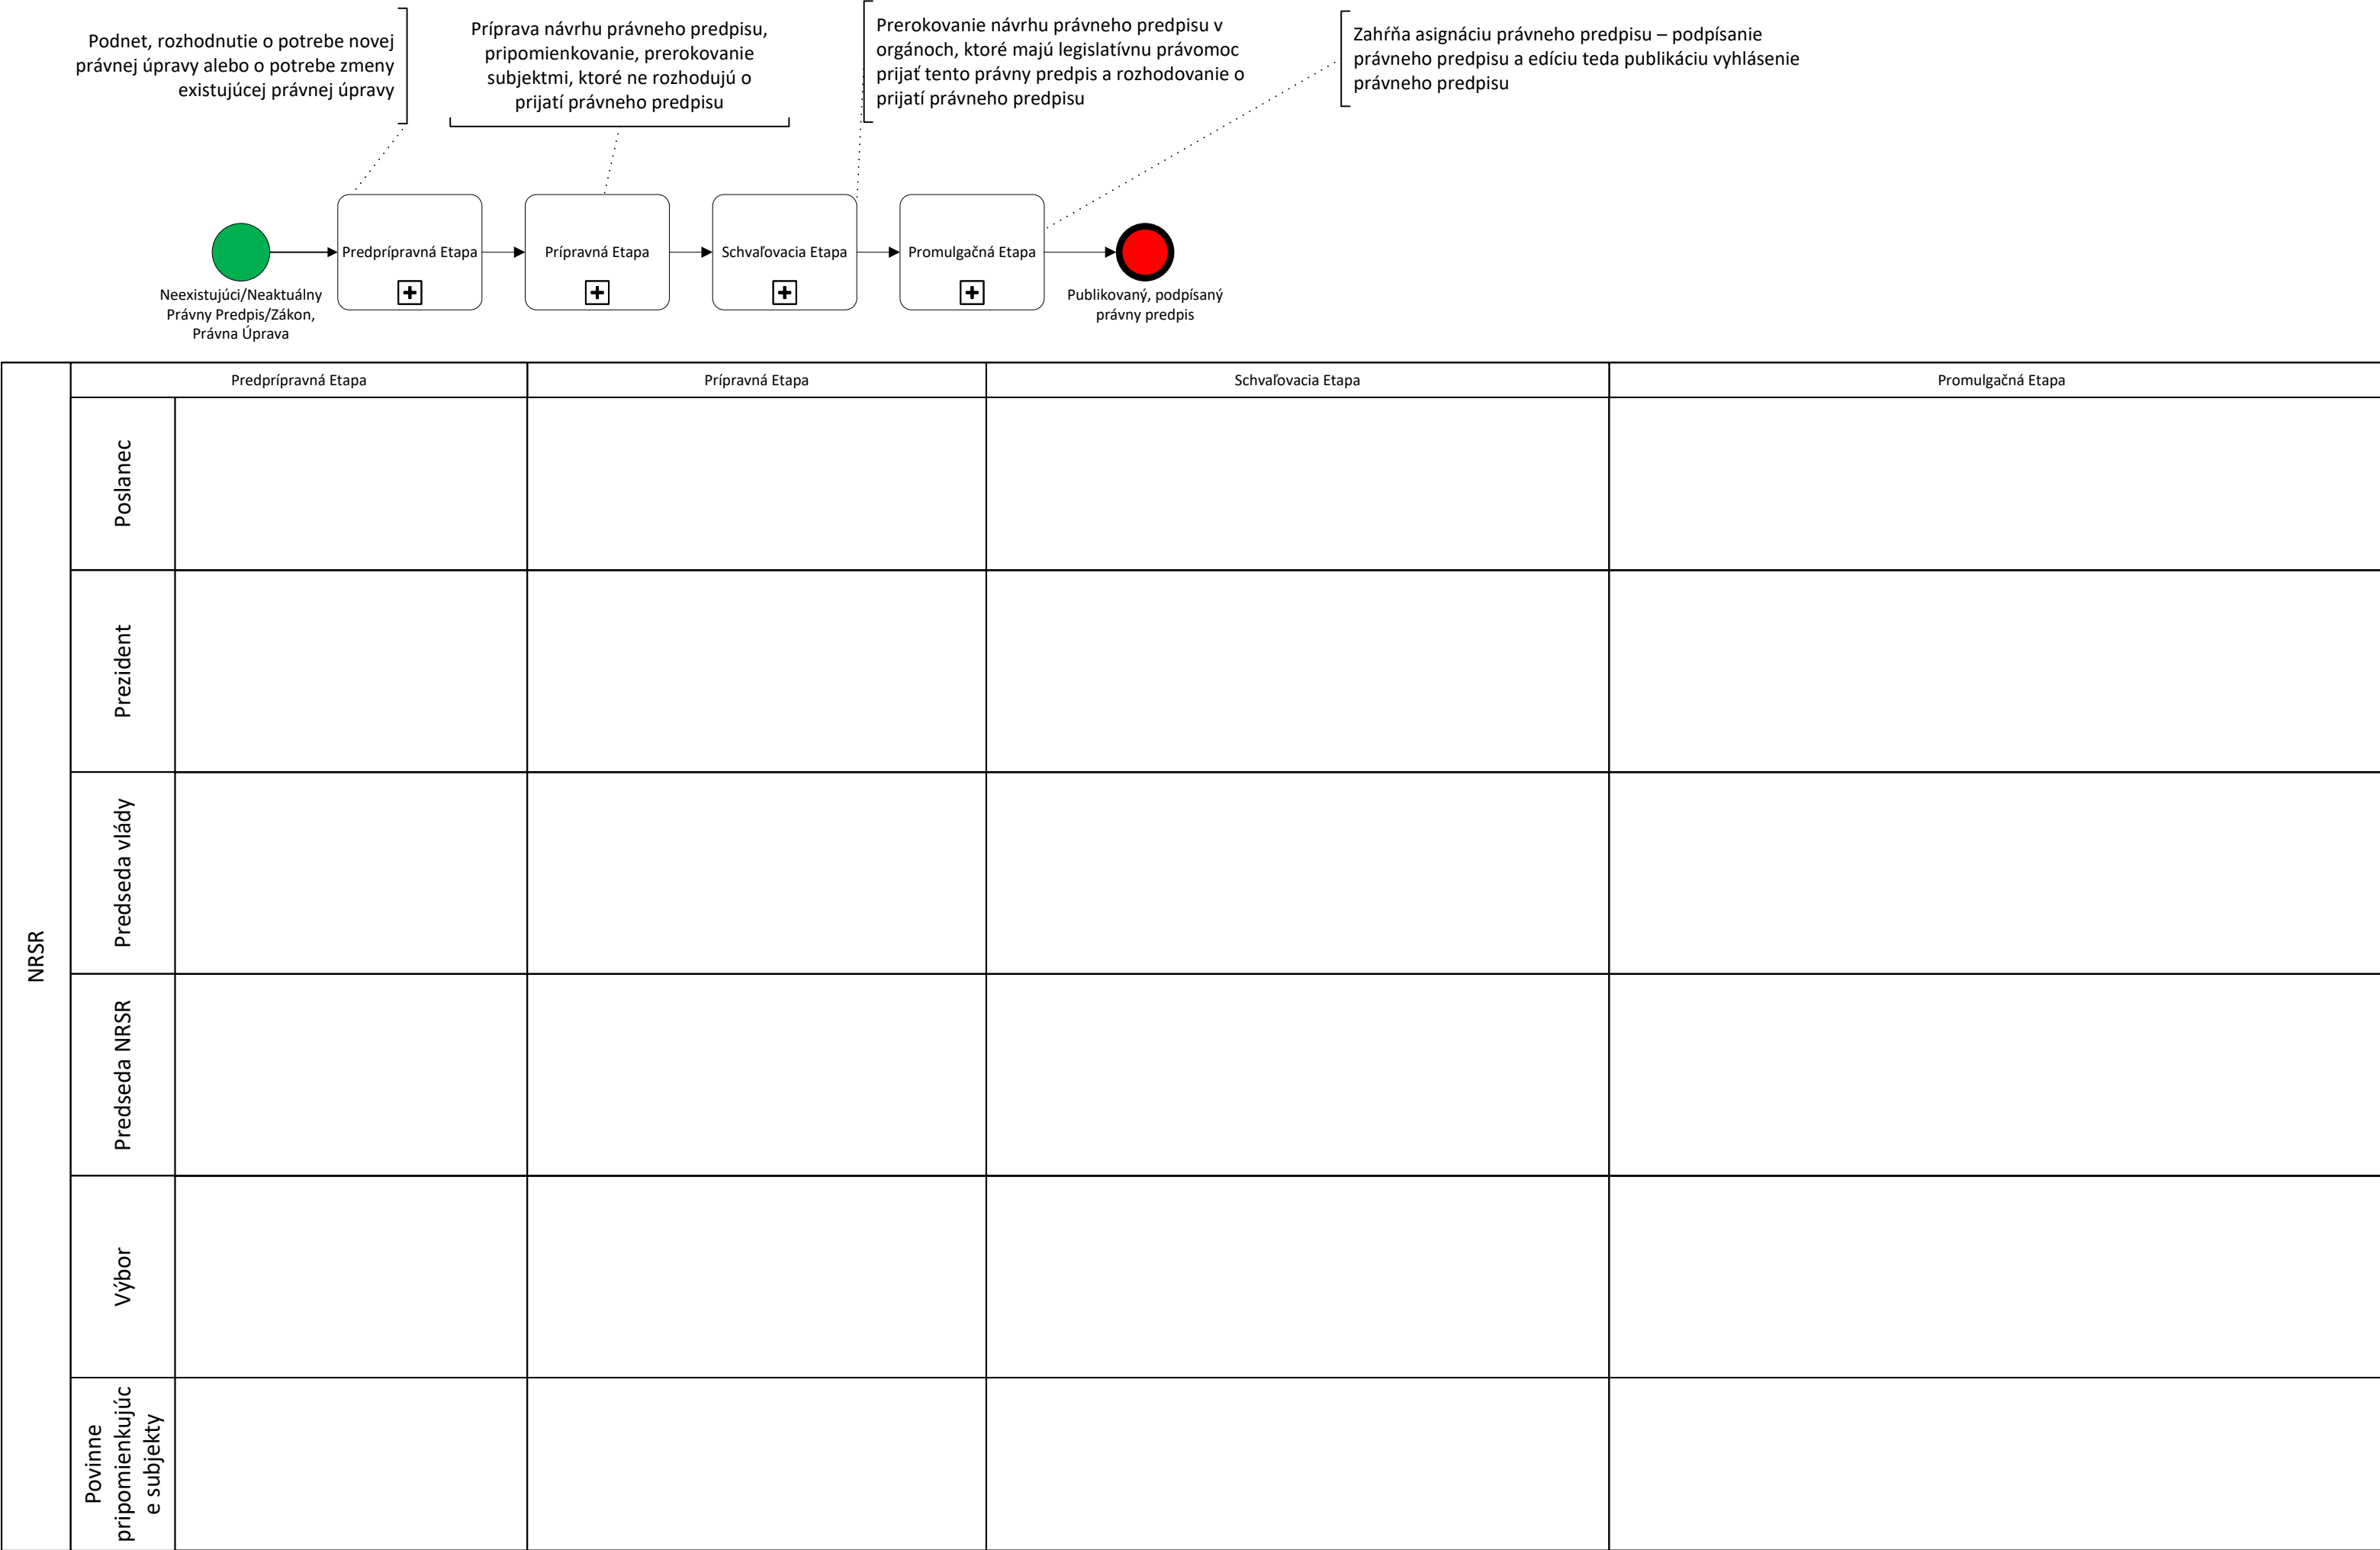 Podnet, rozhodnutie o potrebe novej
právnej úpravy alebo o potrebe zmeny
existujúcej právnej úpravy
Príprava návrhu právneho predpisu,
pripomienkovanie, prerokovanie
subjektmi, ktoré ne rozhodujú o
prijatí právneho predpisu
Prerokovanie návrhu právneho predpisu v
orgánoch, ktoré majú legislatívnu právomoc
prijať tento právny predpis a rozhodovanie o
prijatí právneho predpisu
Zahŕňa asignáciu právneho predpisu – podpísanie
právneho predpisu a edíciu teda publikáciu vyhlásenie
právneho predpisu
Predprípravná Etapa
Prípravná Etapa
Schvaľovacia Etapa
Promulgačná Etapa
Neexistujúci/Neaktuálny
Právny Predpis/Zákon,
Právna Úprava
Publikovaný, podpísaný
právny predpis
Predprípravná Etapa
Prípravná Etapa
Schvaľovacia Etapa
Promulgačná Etapa
NRSR
Poslanec
Prezident
Predseda vlády
Predseda NRSR
Výbor
Povinne
pripomienkujúc
e subjekty